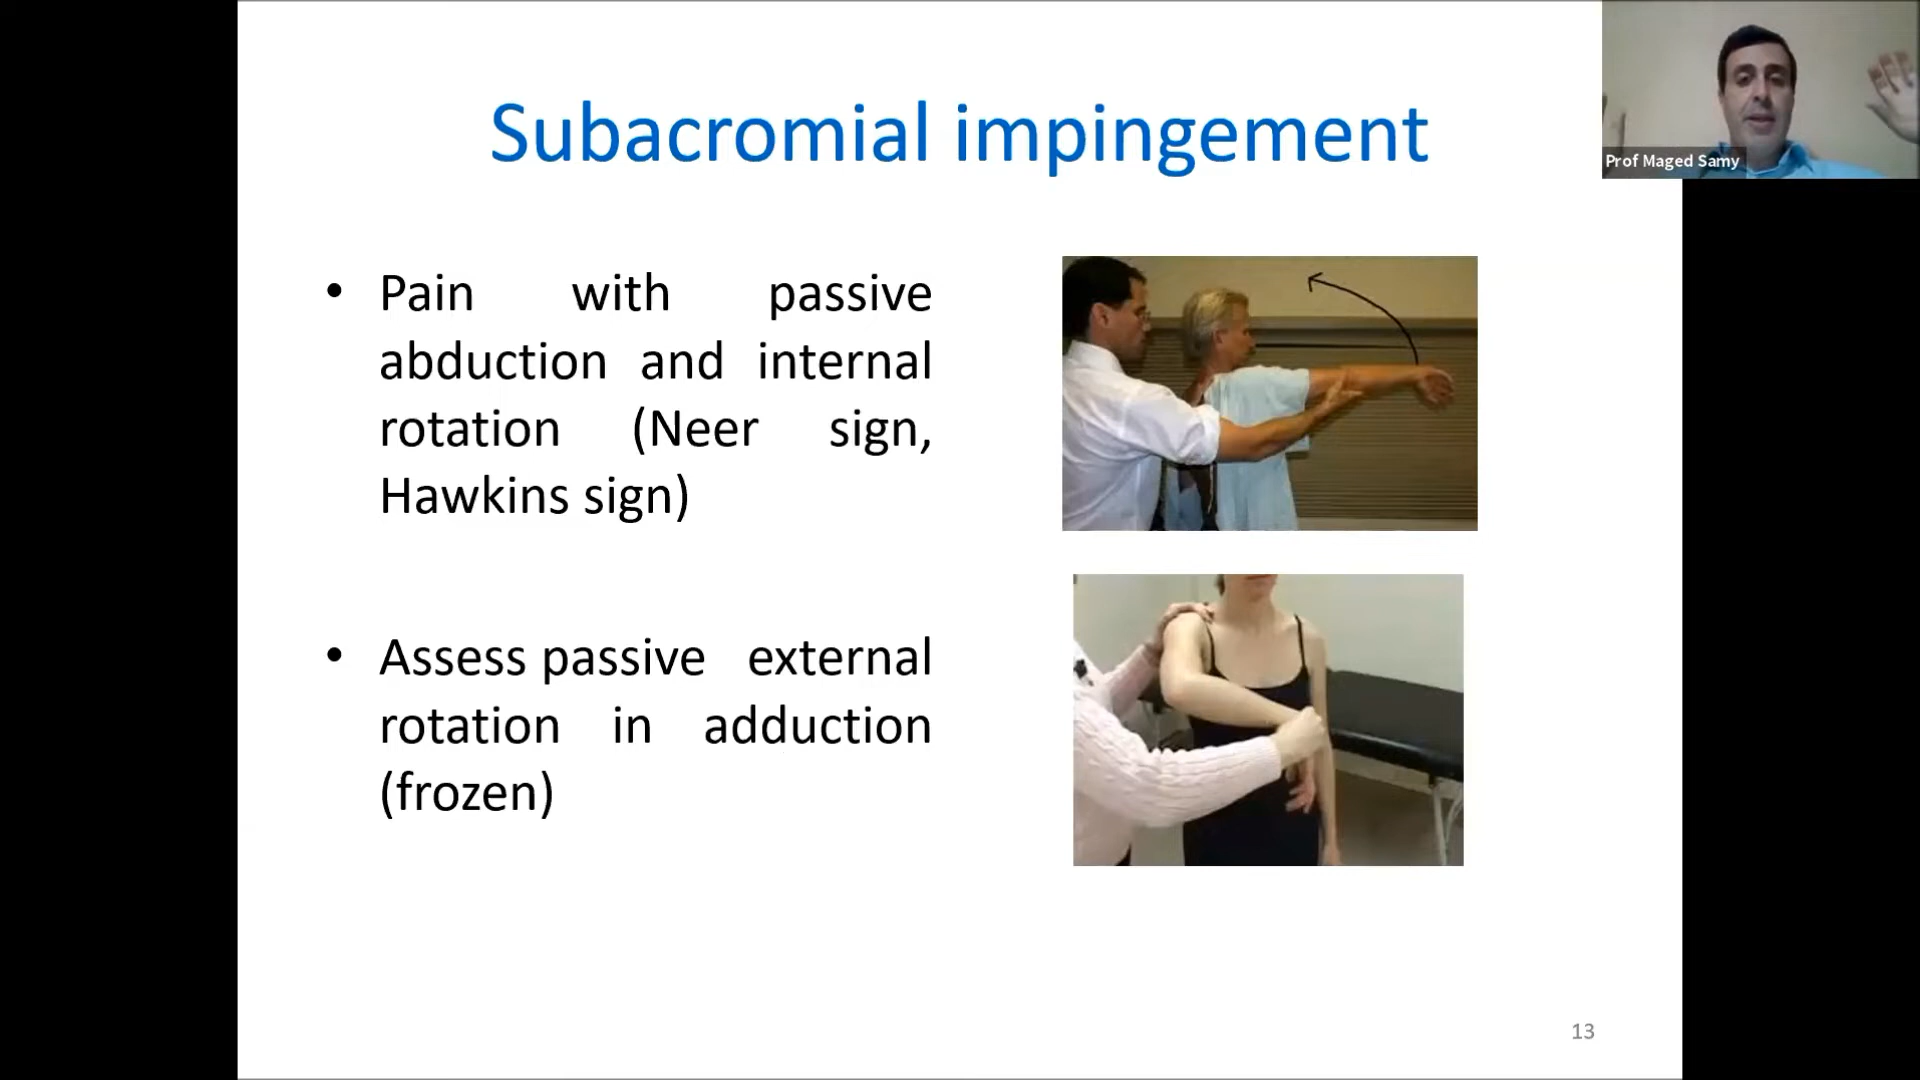 Subacromial impingement
Prof Maged Samy
• Pain with passive
abduction and internal
rotation (Neer sign,
Hawkins sign)
• Assess passive external
rotation in adduction
(frozen)
13